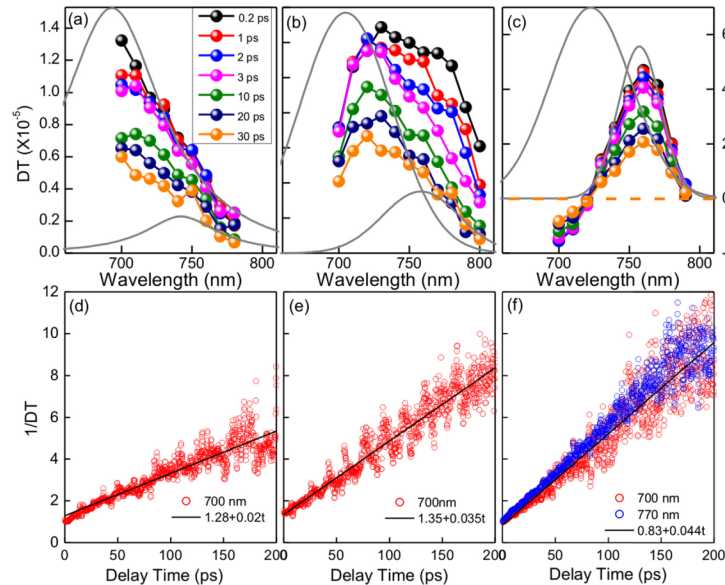 (a)
(b)
(c)
0.2 ps
1 ps
2 ps
3 ps
10 ps
20 ps
30 ps
DT (X10⁻⁵)
1.4
1.2
1.0
0.8
0.6
0.4
0.2
0.0
6
4
2
0
700 750 800
700 750 800
700 750 800
Wavelength (nm)
Wavelength (nm)
Wavelength (nm)
(d)
(e)
(f)
1/DT
12
10
8
6
4
2
0
700 nm
1.28+0.02t
700nm
1.35+0.035t
700 nm
770 nm
0.83+0.044t
0 50 100 150 200
0 50 100 150 200
0 50 100 150 200
Delay Time (ps)
Delay Time (ps)
Delay Time (ps)